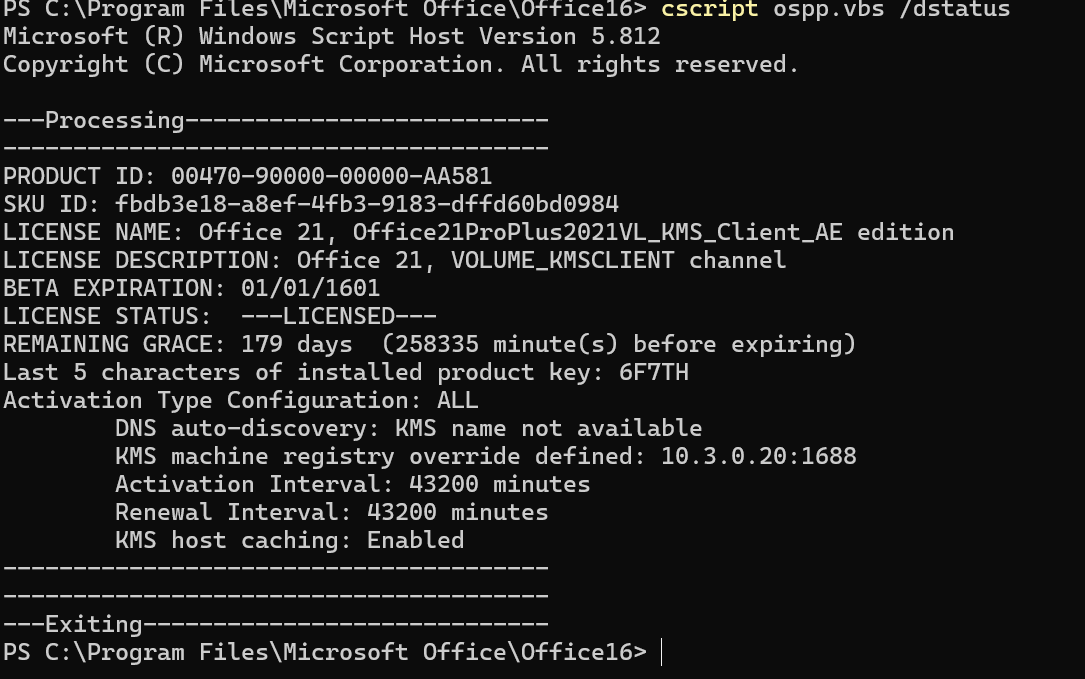 PS C:\Program Files\Microsoft Office\Office16> cscript ospp.vbs /dstatus
Microsoft (R) Windows Script Host Version 5.812
Copyright (C) Microsoft Corporation. All rights reserved.
---Processing--------------------------
---------------------------------------
PRODUCT ID: 00470-90000-00000-AA581
SKU ID: fbdb3e18-a8ef-4fb3-9183-dffd60bd0984
LICENSE NAME: Office 21, Office21ProPlus2021VL_KMS_Client_AE edition
LICENSE DESCRIPTION: Office 21, VOLUME_KMSCLIENT channel
BETA EXPIRATION: 01/01/1601
LICENSE STATUS:  ---LICENSED---
REMAINING GRACE: 179 days  (258335 minute(s) before expiring)
Last 5 characters of installed product key: 6F7TH
Activation Type Configuration: ALL
        DNS auto-discovery: KMS name not available
        KMS machine registry override defined: 10.3.0.20:1688
        Activation Interval: 43200 minutes
        Renewal Interval: 43200 minutes
        KMS host caching: Enabled
---------------------------------------
---------------------------------------
---Exiting-----------------------------
PS C:\Program Files\Microsoft Office\Office16>